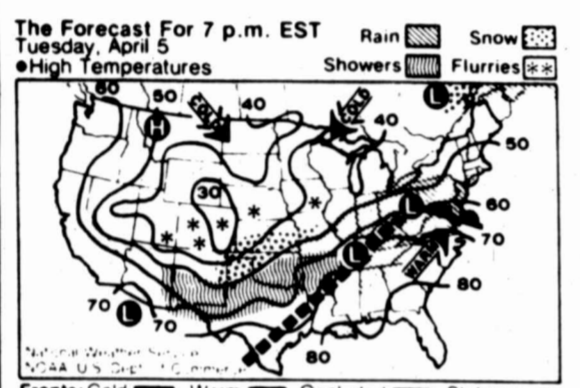 The Forecast For 7 p.m. EST
Tuesday, April 5
●High Temperatures
Rain
Snow
Showers
Flurries
60
50
COLD
40
COLD
40
L
H
50
30
L
60
70
L
WARM
80
70
L
70
80
National Weather Service
NOAA U.S. Dept of Commerce